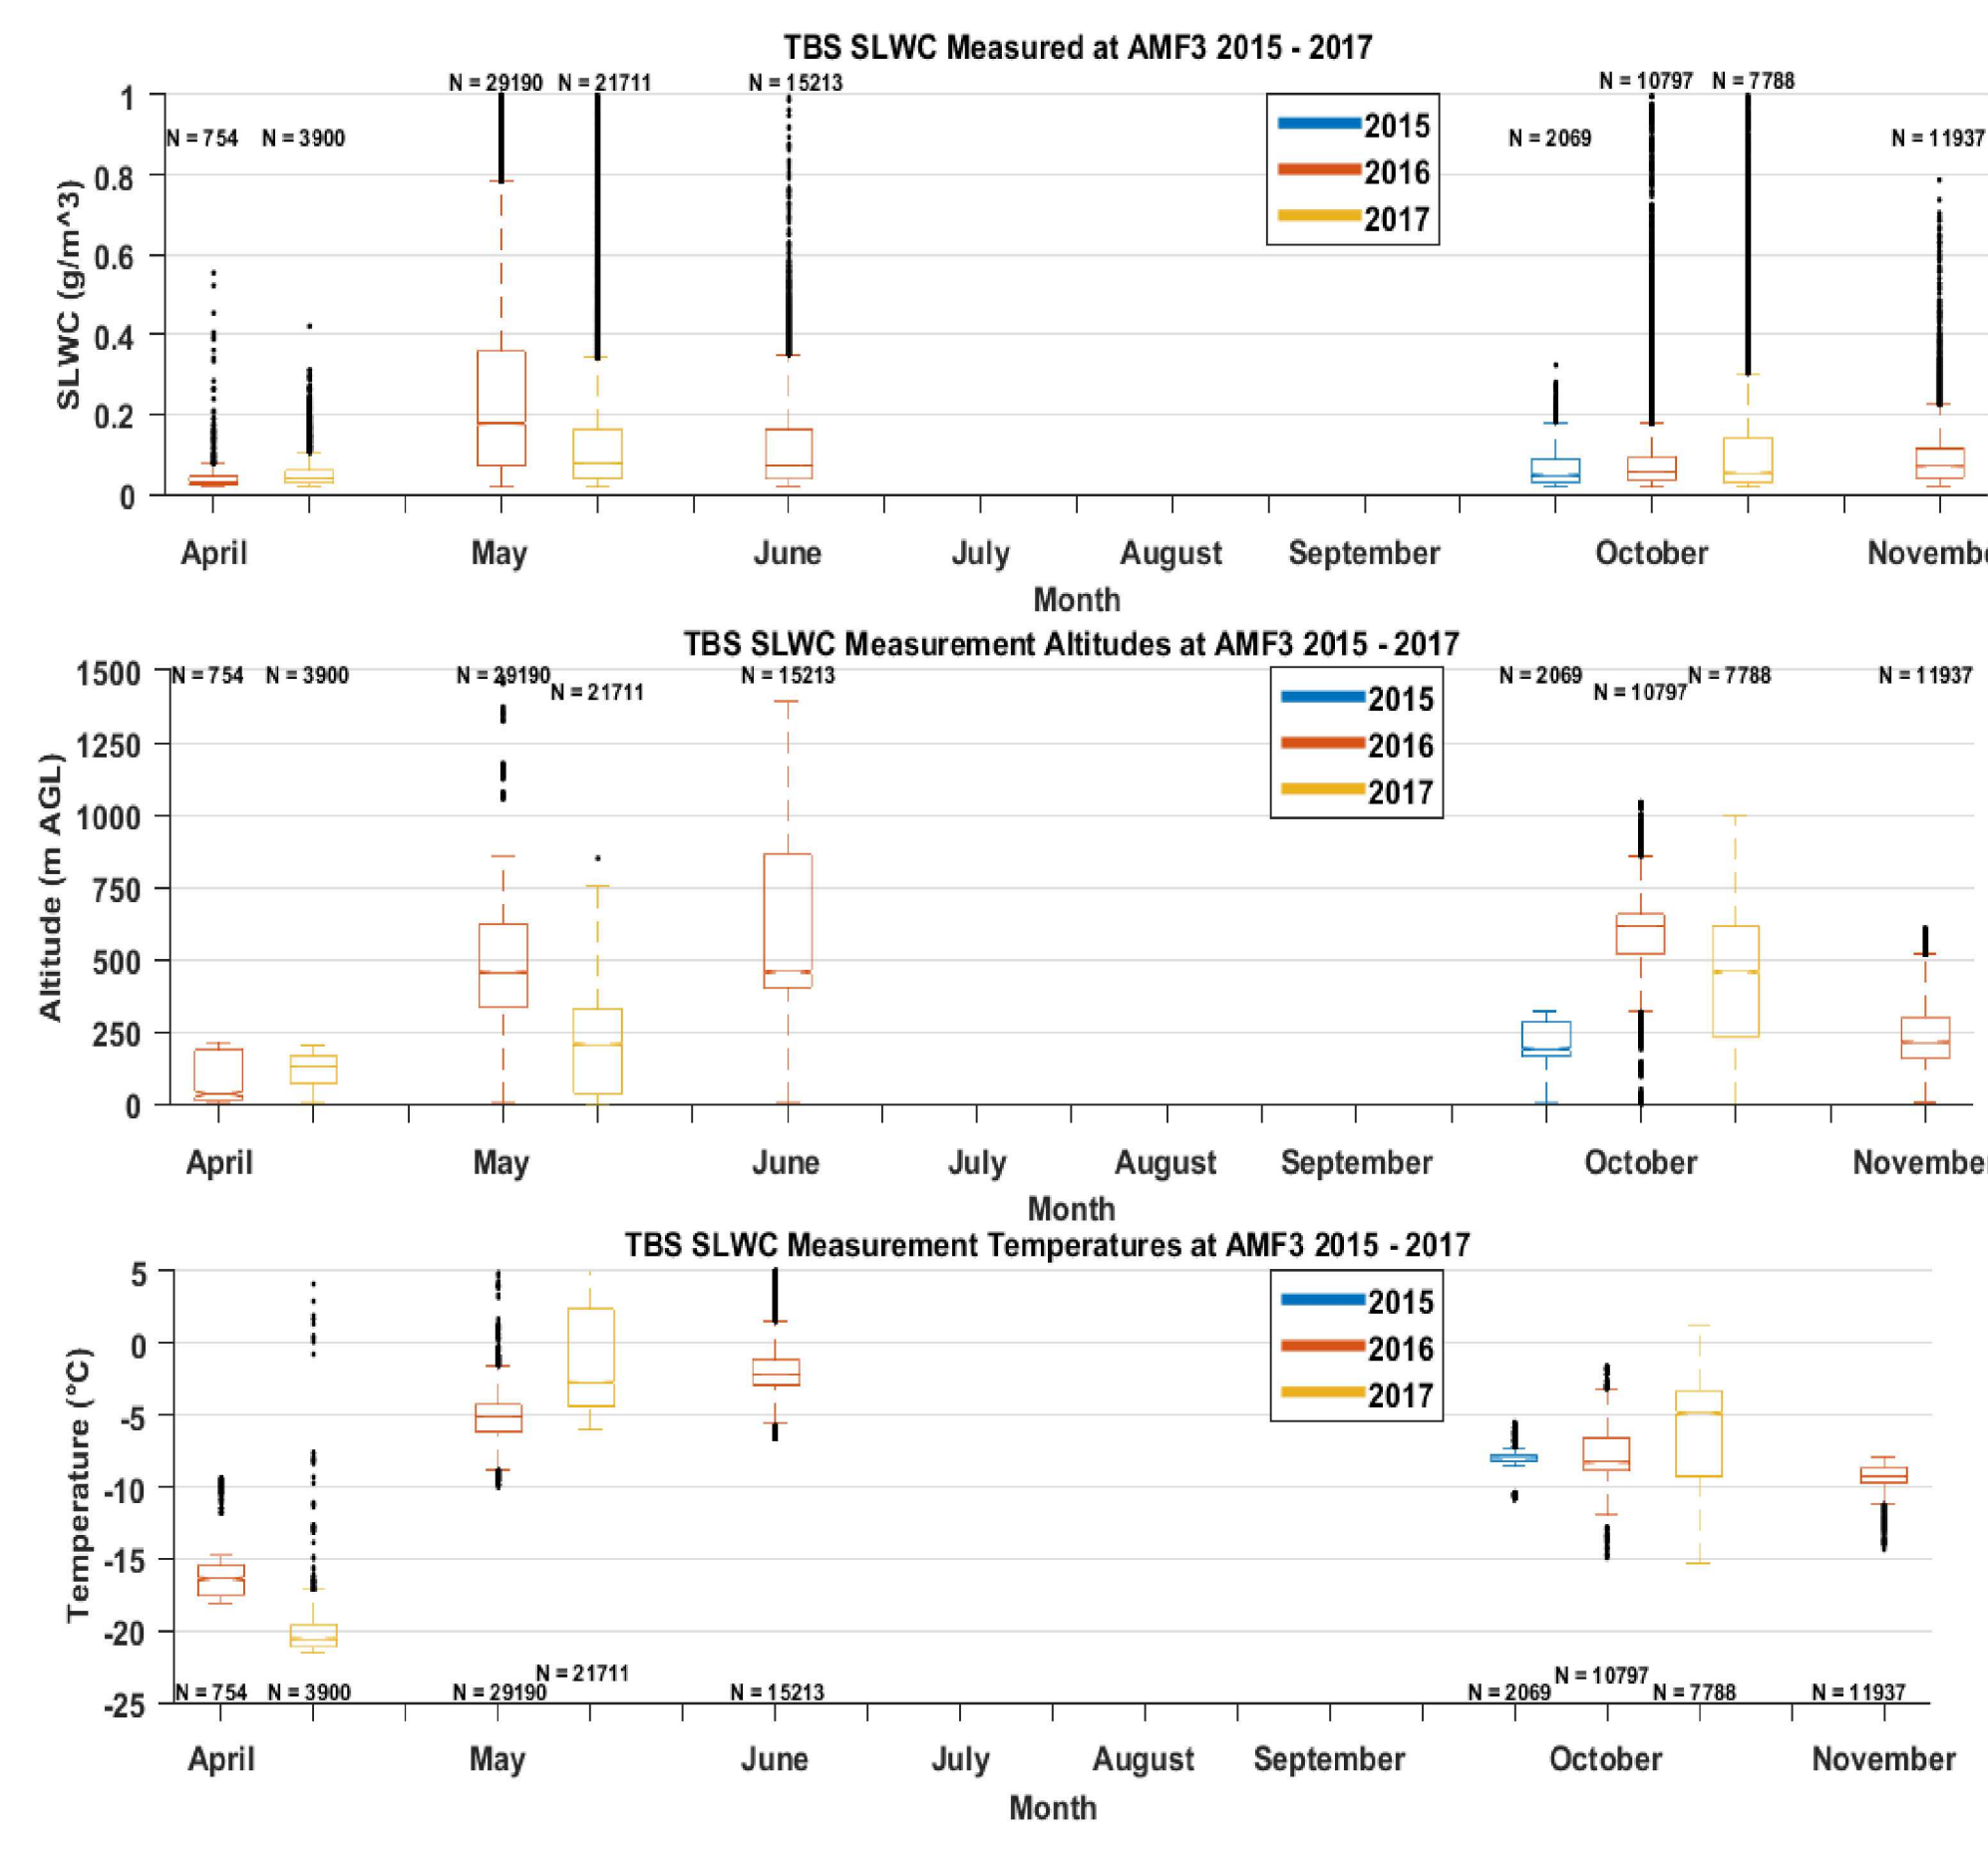 TBS SLWC Measured at AMF3 2015 - 2017
N = 29190 N = 21711 N = 15213 N = 10797 N = 7788
N = 754 N = 3900 N = 2069 N = 11937
1
0.8
0.6
0.4
0.2
0
SLWC (g/m^3)
2015
2016
2017
April May June July August September October Novembe
Month
TBS SLWC Measurement Altitudes at AMF3 2015 - 2017
N = 754 N = 3900 N = 29190 N = 15213 N = 2069 N = 7788 N = 11937
N = 21711 N = 10797
1500
1250
1000
750
500
250
0
Altitude (m AGL)
2015
2016
2017
April May June July August September October Novembe
Month
TBS SLWC Measurement Temperatures at AMF3 2015 - 2017
5
0
-5
-10
-15
-20
-25
Temperature (°C)
2015
2016
2017
N = 21711 N = 10797
N = 754 N = 3900 N = 29190 N = 15213 N = 2069 N = 7788 N = 11937
April May June July August September October November
Month